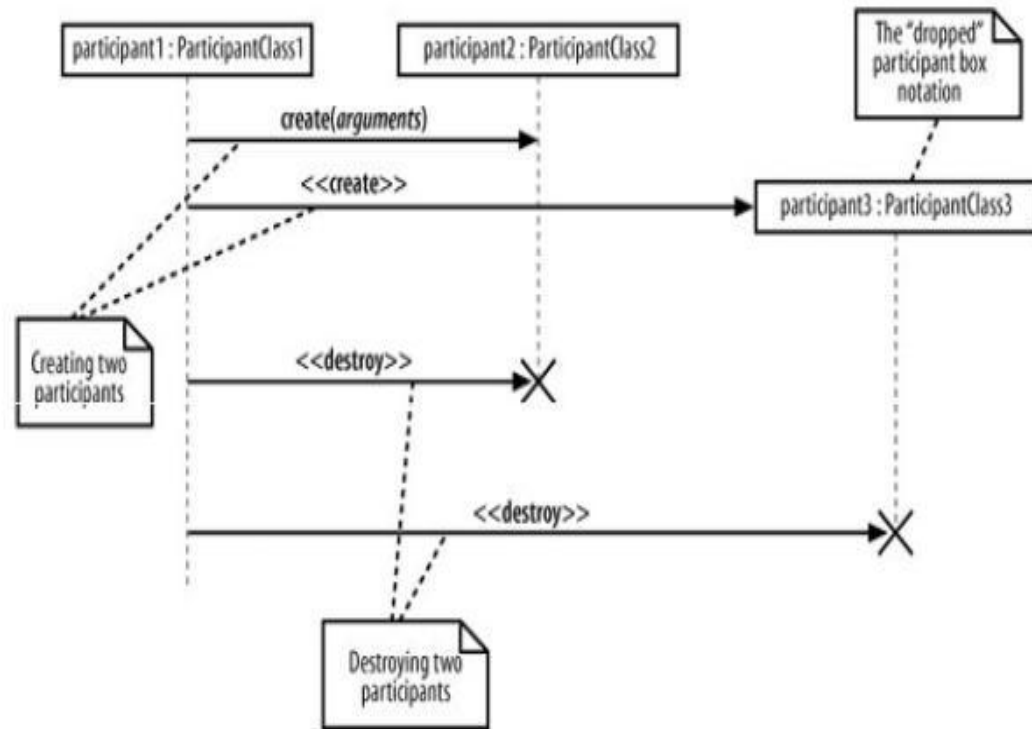 participant1 : ParticipantClass1
participant2 : ParticipantClass2
The “dropped”
participant box
notation
create(arguments)
<<create>>
participant3 : ParticipantClass3
Creating two
participants
<<destroy>>
<<destroy>>
Destroying two
participants